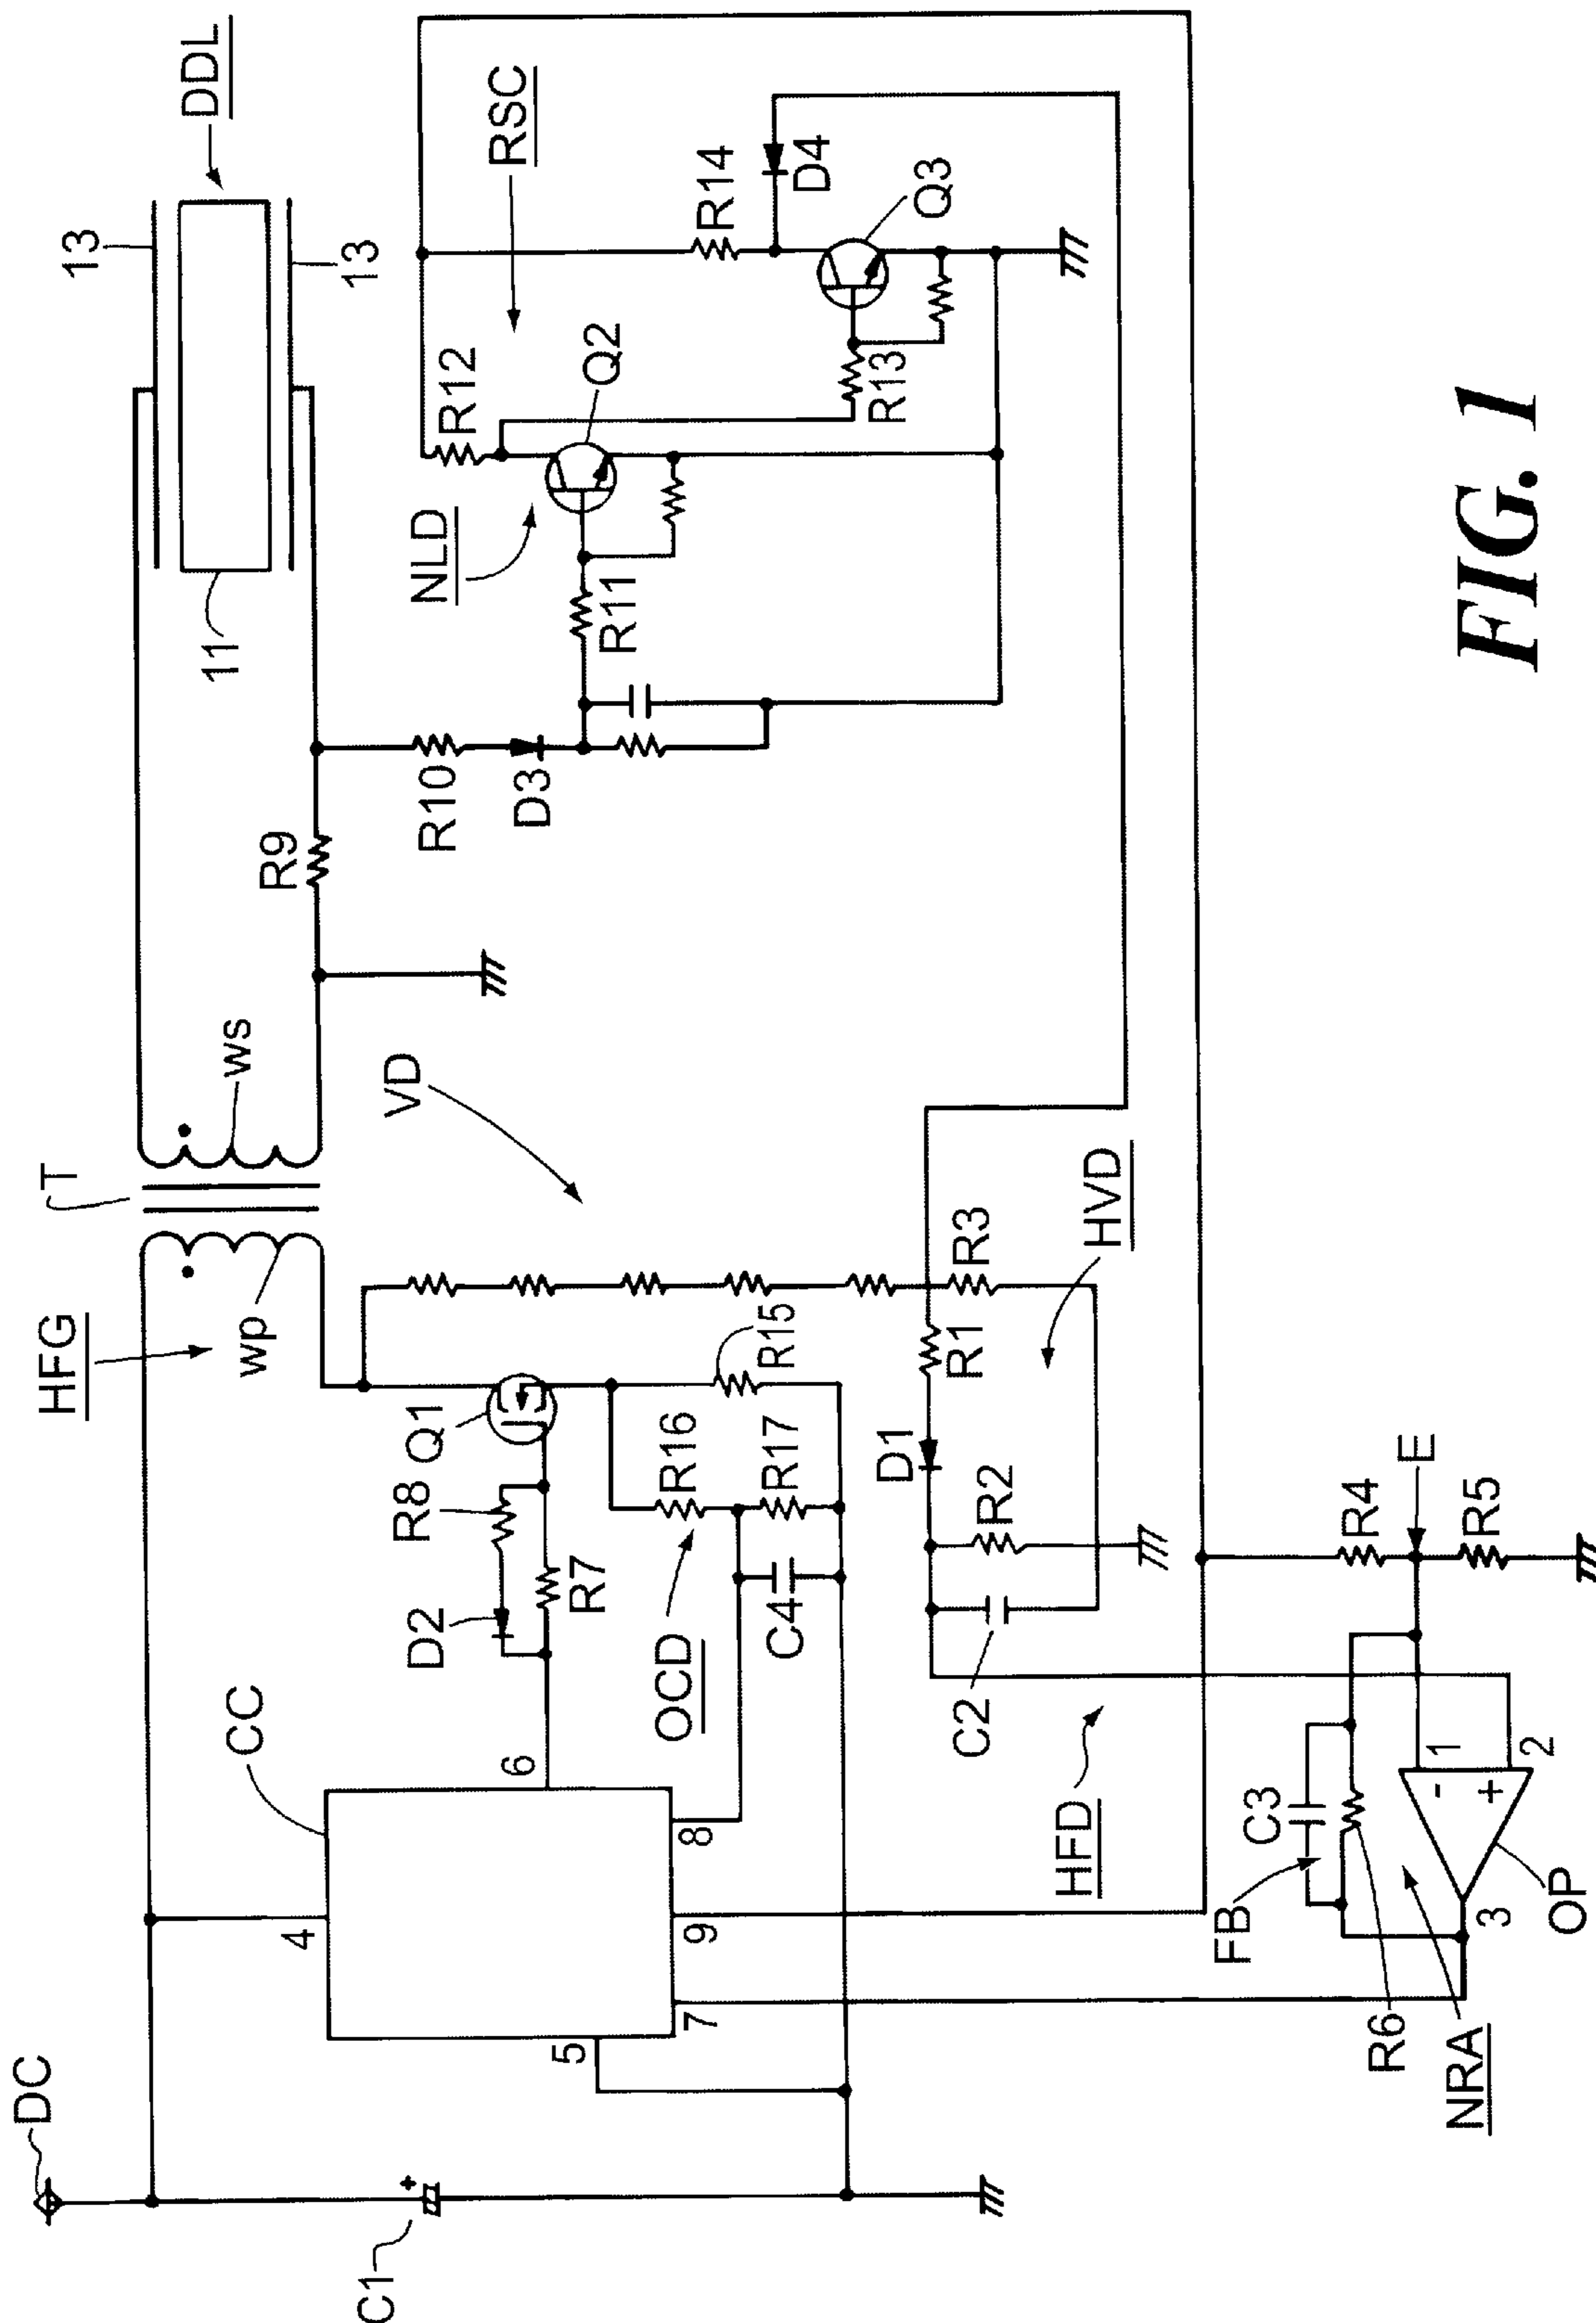 DC
C1
+
HFG
T
wp
ws
13
DDL
11
13
CC
4
5
6
7
8
9
Q1
R8
D2
R7
VD
R9
R10
D3
NLD
R11
R12
Q2
RSC
R13
R14
D4
Q3
OCD
R16
R15
R17
C4
D1
R1
R3
R2
C2
HVD
HFD
R4
E
R5
FB
C3
R6
NRA
1
-
2
+
3
OP
FIG. 1